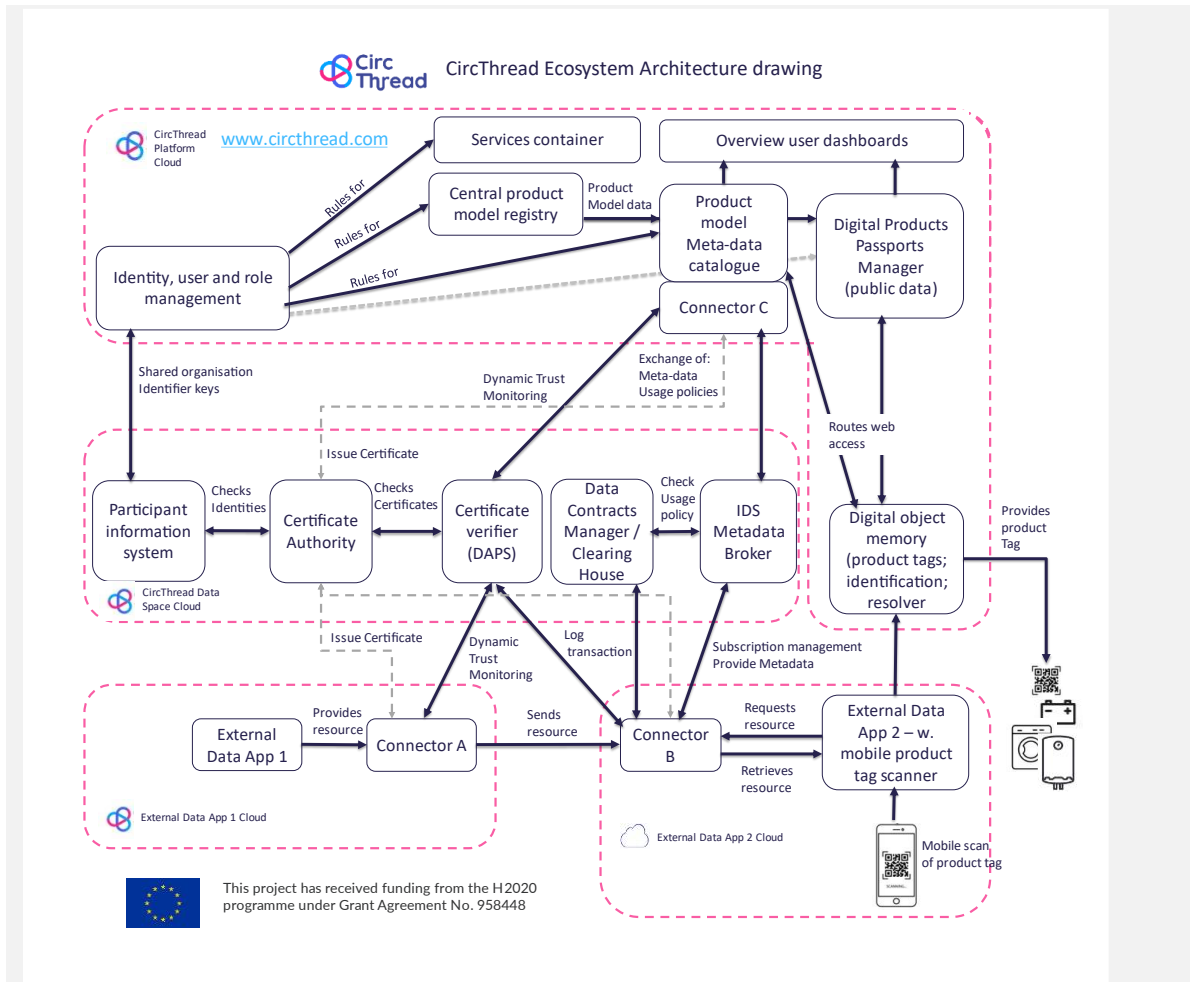 Circ
Thread
CircThread Ecosystem Architecture drawing
CircThread
Platform
Cloud
www.circthread.com
Services container
Overview user dashboards
Rules for
Central product
model registry
Product
Model data
Product
model
Meta-data
catalogue
Digital Products
Passports
Manager
(public data)
Rules for
Rules for
Identity, user and role
management
Connector C
Shared organisation
Identifier keys
Dynamic Trust
Monitoring
Exchange of:
Meta-data
Usage policies
Routes web
access
Issue Certificate
Participant
information
system
Checks
Identities
Certificate
Authority
Checks
Certificates
Certificate
verifier
(DAPS)
Data
Contracts
Manager /
Clearing
House
Check
Usage
policy
IDS
Metadata
Broker
Digital object
memory
(product tags;
identification;
resolver
Provides
product
Tag
CircThread Data
Space Cloud
Issue Certificate
Dynamic
Trust
Monitoring
Log
transaction
Subscription management
Provide Metadata
External
Data App 1
Provides
resource
Connector A
Sends
resource
Connector
B
Requests
resource
Retrieves
resource
External Data
App 2 – w.
mobile product
tag scanner
External Data App 1 Cloud
External Data App 2 Cloud
Mobile scan
of product tag
SCANNING...
This project has received funding from the H2020
programme under Grant Agreement No. 958448